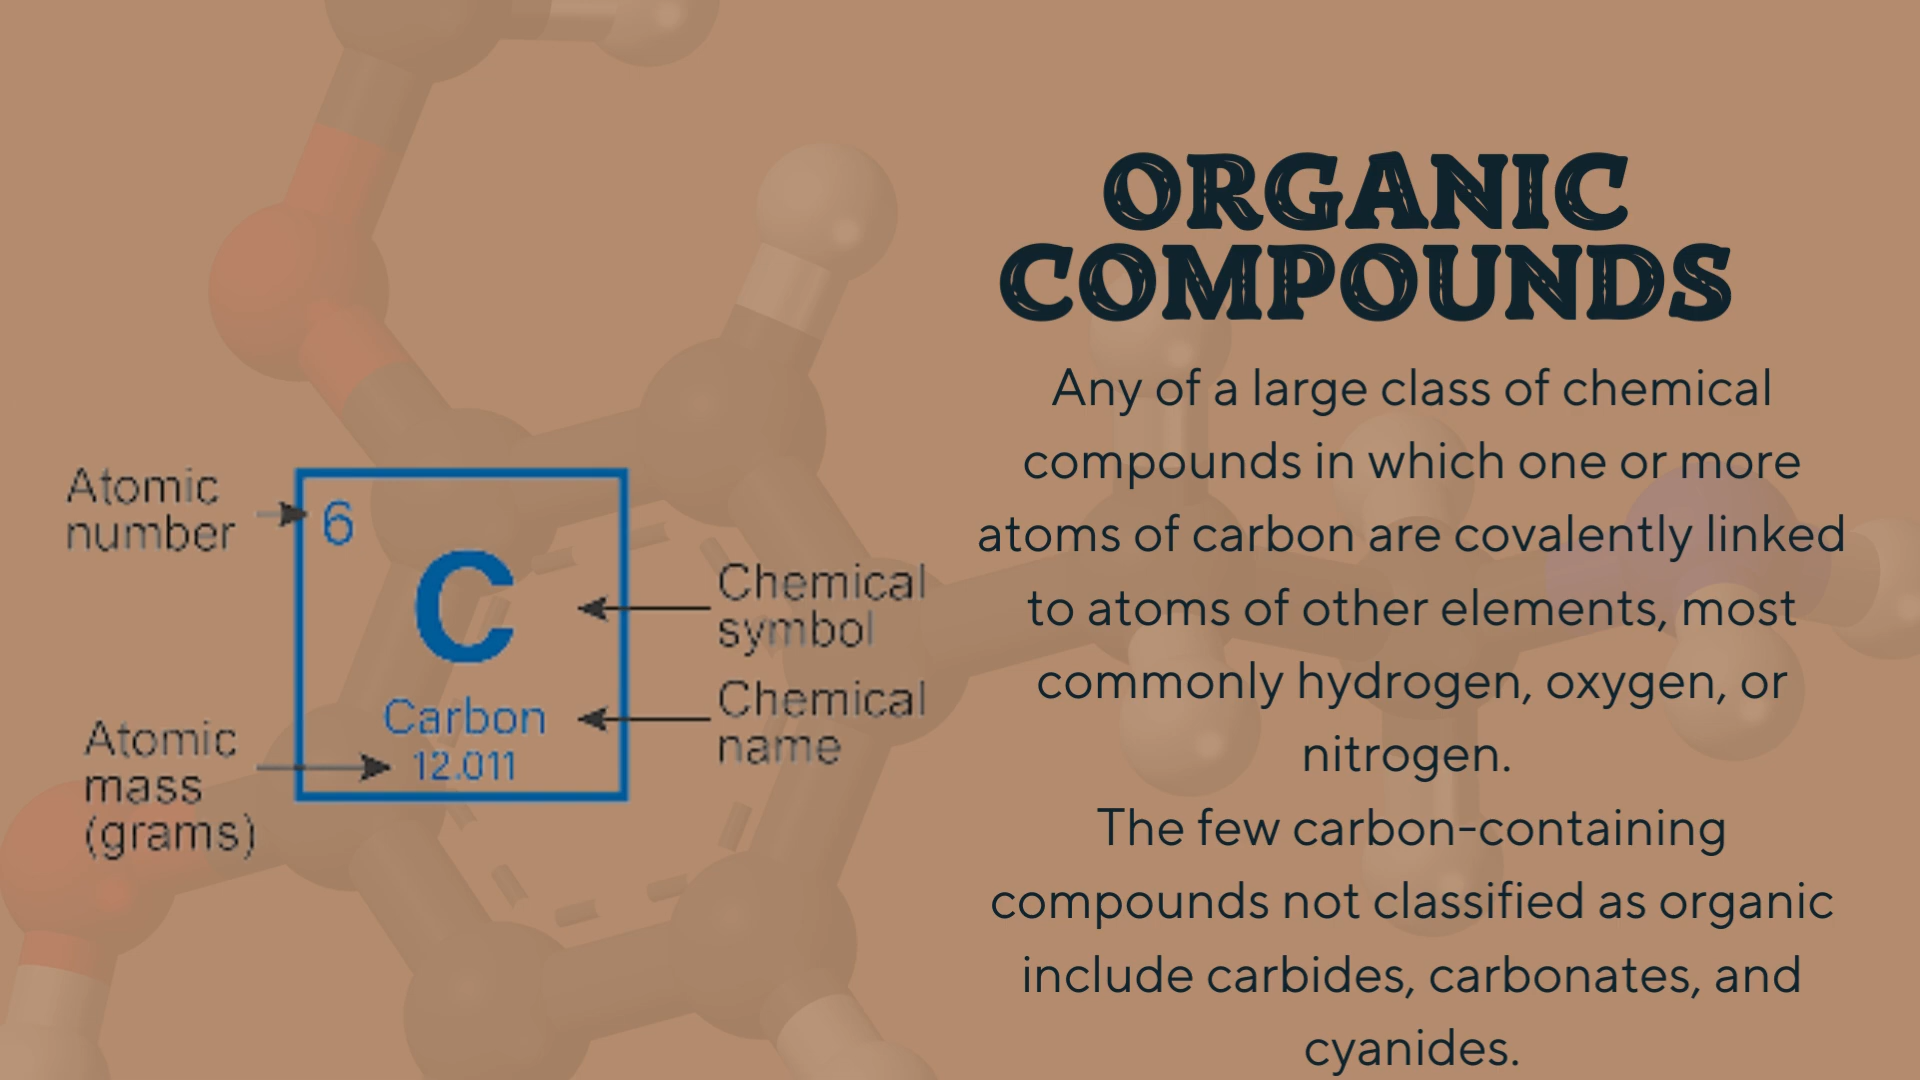 ORGANIC
COMPOUNDS
Any of a large class of chemical
compounds in which one or more
atoms of carbon are covalently linked
to atoms of other elements, most
commonly hydrogen, oxygen, or
nitrogen.
The few carbon-containing
compounds not classified as organic
include carbides, carbonates, and
cyanides.
Atomic
number
6
C
Carbon
12.011
Chemical
symbol
Chemical
name
Atomic
mass
(grams)